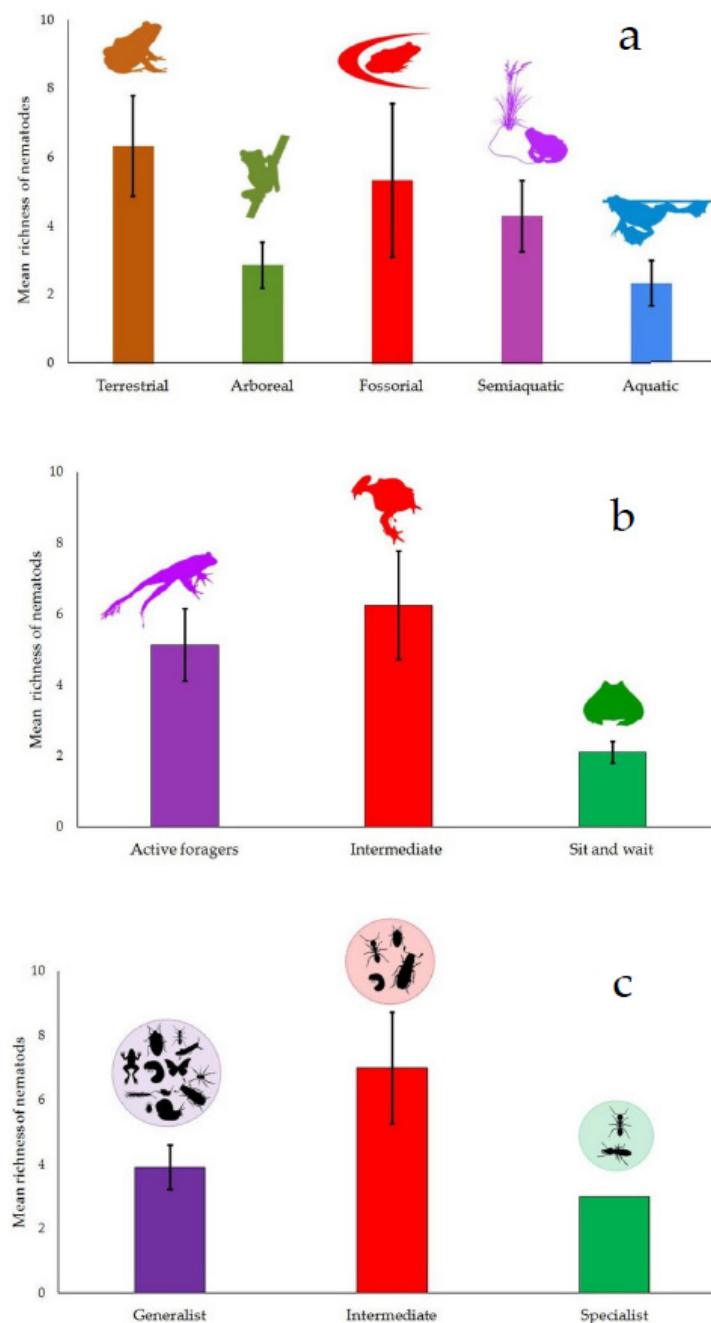 a
Mean richness of nematodes
10
8
6
4
2
0
Terrestrial Arboreal Fossorial Semiaquatic Aquatic
b
Mean richness of nematods
10
8
6
4
2
0
Active foragers Intermediate Sit and wait
c
Mean richness of nematods
10
8
6
4
2
0
Generalist Intermediate Specialist